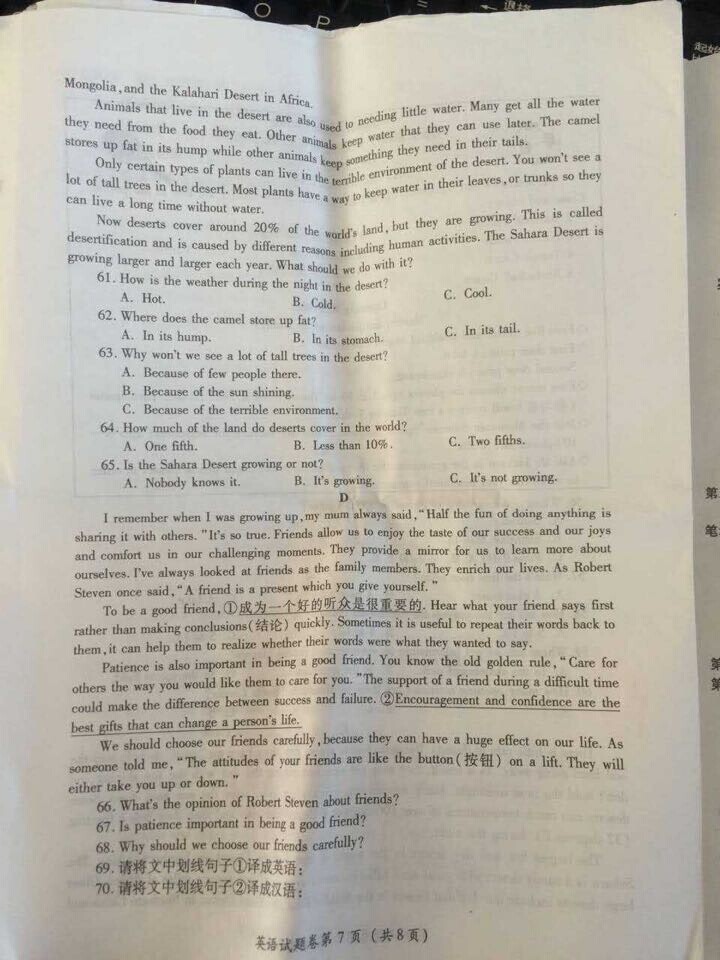 O P =
← 退格
起始
Mongolia, and the Kalahari Desert in Africa.
Animals that live in the desert are also used to needing little water. Many get all the water
they need from the food they eat. Other animals keep water that they can use later. The camel
stores up fat in its hump while other animals keep something they need in their tails.
Only certain types of plants can live in the terrible environment of the desert. You won't see a
lot of tall trees in the desert. Most plants have a way to keep water in their leaves, or trunks so they
can live a long time without water.
Now deserts cover around 20% of the world's land, but they are growing. This is called
desertification and is caused by different reasons including human activities. The Sahara Desert is
growing larger and larger each year. What should we do with it?
61. How is the weather during the night in the desert?
A. Hot. B. Cold. C. Cool.
62. Where does the camel store up fat?
A. In its hump. B. In its stomach. C. In its tail.
63. Why won't we see a lot of tall trees in the desert?
A. Because of few people there.
B. Because of the sun shining.
C. Because of the terrible environment.
64. How much of the land do deserts cover in the world?
A. One fifth. B. Less than 10%. C. Two fifths.
65. Is the Sahara Desert growing or not?
A. Nobody knows it. B. It's growing. C. It's not growing.
D
I remember when I was growing up, my mum always said, "Half the fun of doing anything is
sharing it with others. "It's so true. Friends allow us to enjoy the taste of our success and our joys
and comfort us in our challenging moments. They provide a mirror for us to learn more about
ourselves. I've always looked at friends as the family members. They enrich our lives. As Robert
Steven once said, "A friend is a present which you give yourself. "
To be a good friend, ①成为一个好的听众是很重要的. Hear what your friend says first
rather than making conclusions(结论) quickly. Sometimes it is useful to repeat their words back to
them, it can help them to realize whether their words were what they wanted to say.
Patience is also important in being a good friend. You know the old golden rule, "Care for
others the way you would like them to care for you. "The support of a friend during a difficult time
could make the difference between success and failure. ②Encouragement and confidence are the
best gifts that can change a person's life.
We should choose our friends carefully, because they can have a huge effect on our life. As
someone told me, "The attitudes of your friends are like the button(按钮) on a lift. They will
either take you up or down. "
66. What's the opinion of Robert Steven about friends?
67. Is patience important in being a good friend?
68. Why should we choose our friends carefully?
69. 请将文中划线句子①译成英语:
70. 请将文中划线句子②译成汉语:
英语试题卷第7页(共8页)
第
笔
第
第